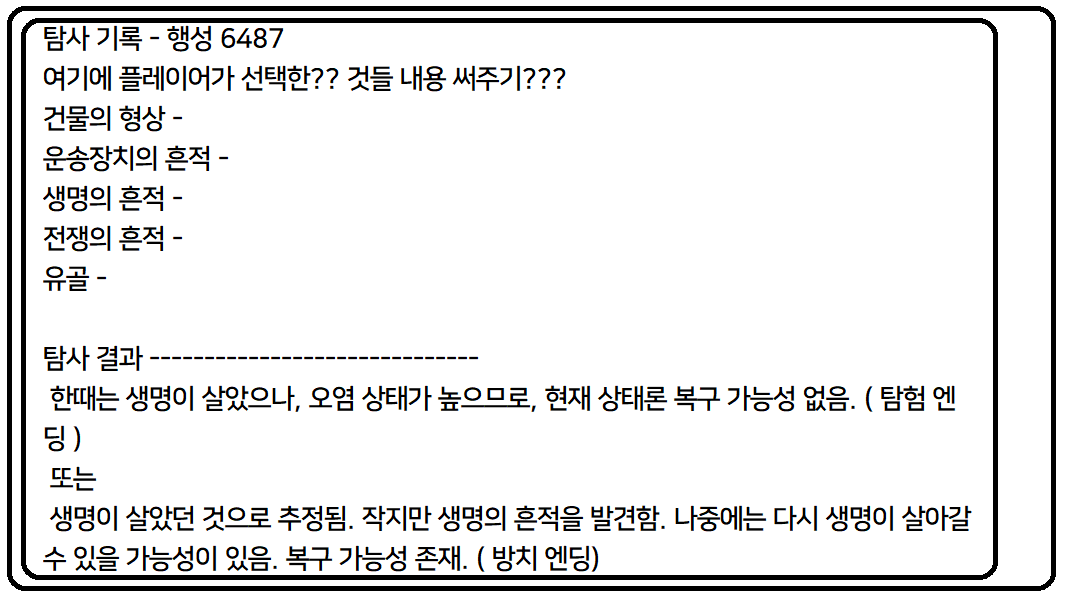 탐사 기록 - 행성 6487
여기에 플레이어가 선택한?? 것들 내용 써주기???
건물의 형상 -
운송장치의 흔적 -
생명의 흔적 -
전쟁의 흔적 -
유골 -
탐사 결과 ------------------------------
한때는 생명이 살았으나, 오염 상태가 높으므로, 현재 상태론 복구 가능성 없음. ( 탐험 엔
딩 )
또는
생명이 살았던 것으로 추정됨. 작지만 생명의 흔적을 발견함. 나중에는 다시 생명이 살아갈
수 있을 가능성이 있음. 복구 가능성 존재. ( 방치 엔딩)